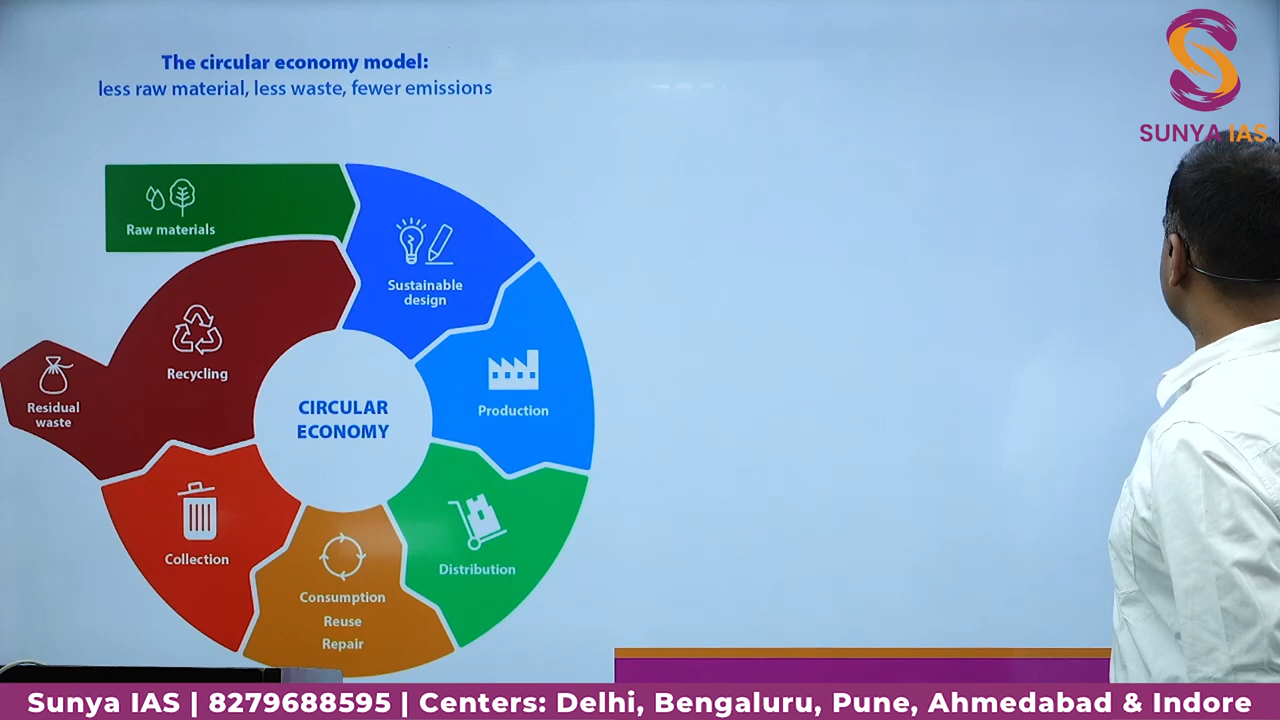 The circular economy model:
less raw material, less waste, fewer emissions
SUNYA IAS
Raw materials
Sustainable
design
Recycling
Production
Residual
waste
CIRCULAR
ECONOMY
Collection
Distribution
Consumption
Reuse
Repair
Sunya IAS | 8279688595 | Centers: Delhi, Bengaluru, Pune, Ahmedabad & Indore